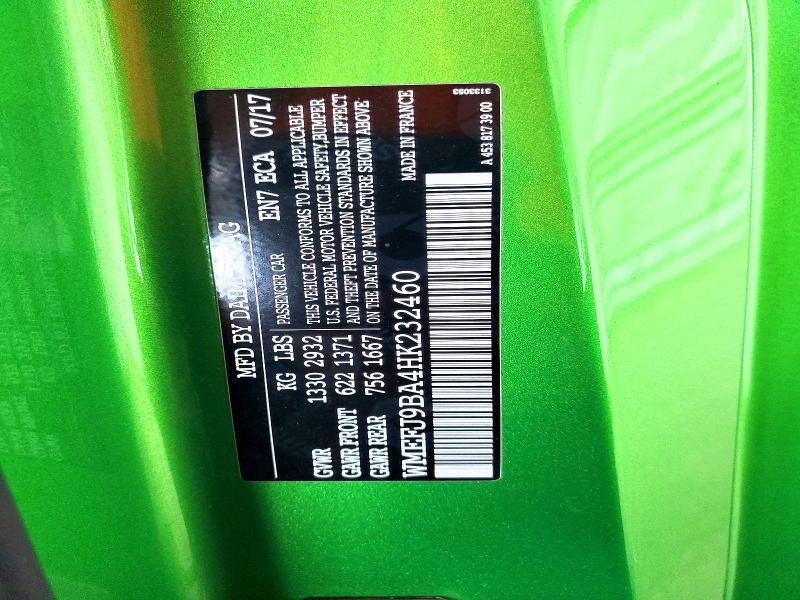 MFD BY DAIMLER AG
EN7 ECA 07/17
KG LBS
GVWR 1330 2932
GAWR FRONT 622 1371
GAWR REAR 756 1667
PASSENGER CAR
THIS VEHICLE CONFORMS TO ALL APPLICABLE
U.S. FEDERAL MOTOR VEHICLE SAFETY, BUMPER
AND THEFT PREVENTION STANDARDS IN EFFECT
ON THE DATE OF MANUFACTURE SHOWN ABOVE
WMEFJ9BA4HK232460
MADE IN FRANCE
A 453 817 39 00
3133053